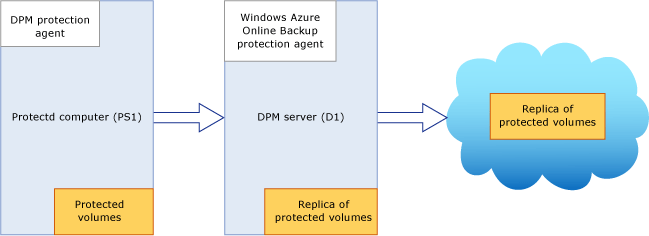 DPM protection
agent
Protectd computer (PS1)
Protected
volumes
Windows Azure
Online Backup
protection agent
DPM server (D1)
Replica of
protected volumes
Replica of
protected volumes